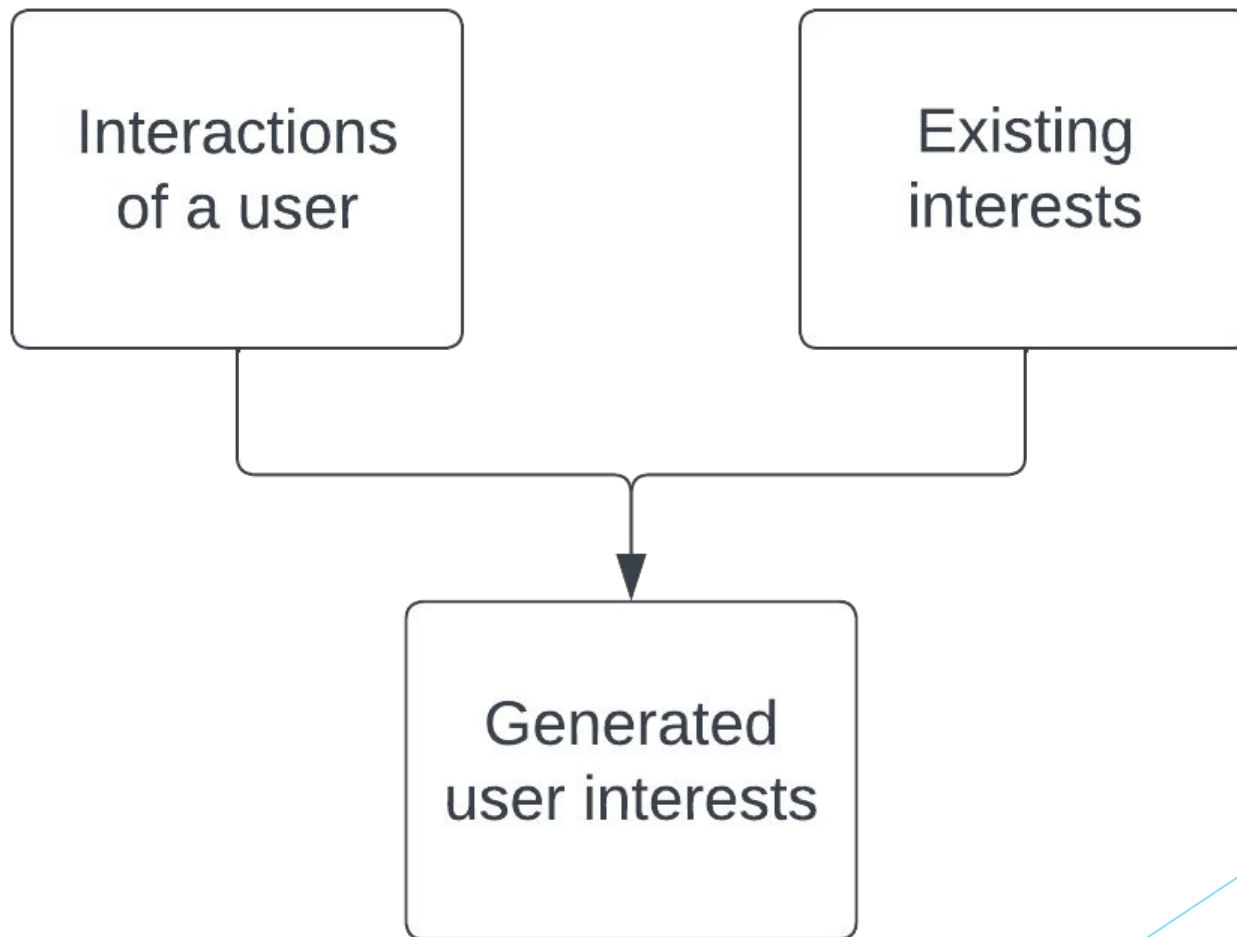 Interactions
of a user
Existing
interests
Generated
user interests